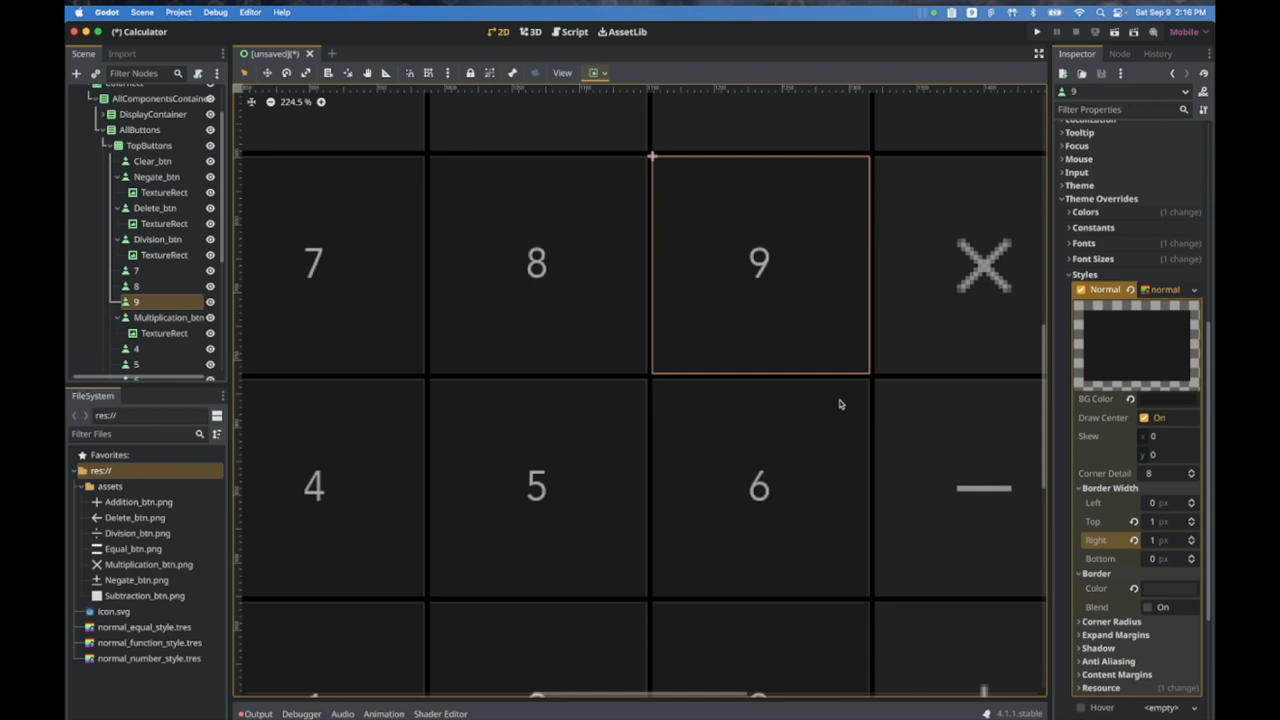 Godot Scene Project Debug Editor Help Sat Sep 9 2:16 PM
(*) Calculator 2D 3D Script AssetLib Mobile
Scene Import [unsaved](*) Inspector Node History
Filter Nodes View
224.5 % 9
Filter Properties
AllComponentsContaine
DisplayContainer
AllButtons
TopButtons
Clear_btn
Negate_btn
TextureRect
Delete_btn
TextureRect
Division_btn
TextureRect
7
8
9
Multiplication_btn
TextureRect
4
5
FileSystem
res://
Filter Files
Favorites:
res://
assets
Addition_btn.png
Delete_btn.png
Division_btn.png
Equal_btn.png
Multiplication_btn.png
Negate_btn.png
Subtraction_btn.png
icon.svg
normal_equal_style.tres
normal_function_style.tres
normal_number_style.tres
7 8 9
4 5 6
Tooltip
Focus
Mouse
Input
Theme
Theme Overrides
Colors (1 change)
Constants
Fonts (1 change)
Font Sizes (1 change)
Styles
Normal normal
BG Color
Draw Center On
Skew x 0
y 0
Corner Detail 8
Border Width
Left 0 px
Top 1 px
Right 1 px
Bottom 0 px
Border
Color
Blend On
Corner Radius
Expand Margins
Shadow
Anti Aliasing
Content Margins
Resource (1 change)
Hover <empty>
Output Debugger Audio Animation Shader Editor 4.1.1.stable